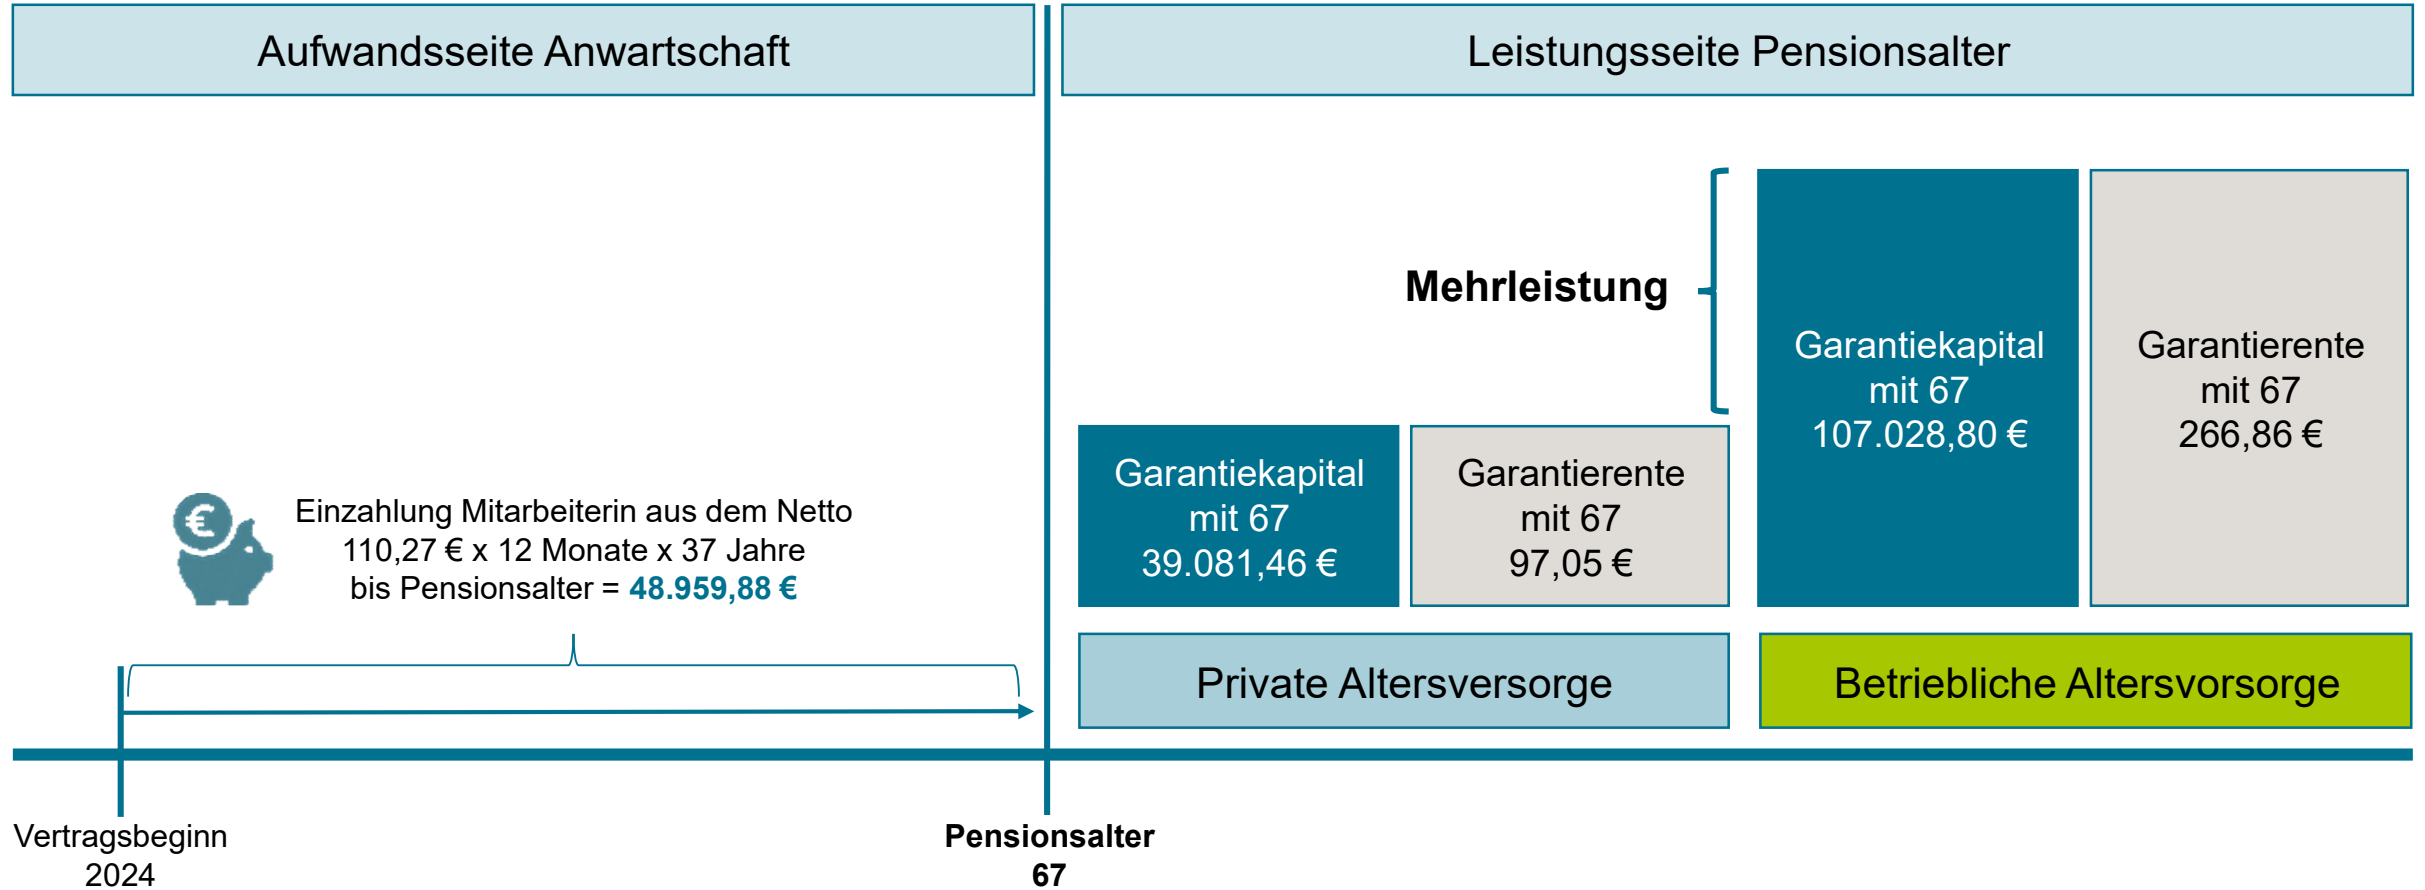 Aufwandsseite Anwartschaft
Leistungsseite Pensionsalter
Mehrleistung
Garantiekapital
mit 67
107.028,80 €
Garantierente
mit 67
266,86 €
Garantiekapital
mit 67
39.081,46 €
Garantierente
mit 67
97,05 €
€
Einzahlung Mitarbeiterin aus dem Netto
110,27 € x 12 Monate x 37 Jahre
bis Pensionsalter = 48.959,88 €
Private Altersversorge
Betriebliche Altersvorsorge
Vertragsbeginn
2024
Pensionsalter
67